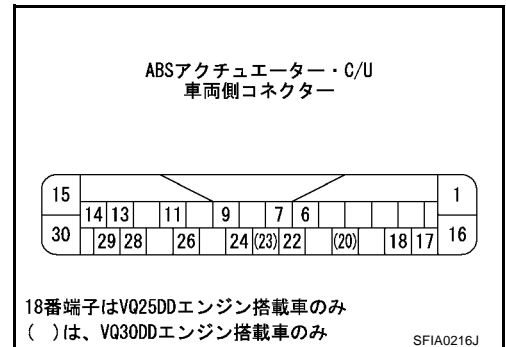 ABSアクチュエーター・C/U
車両側コネクター
15 1
14 13 11 9 7 6
30 29 28 26 24 (23) 22 (20) 18 17 16
18番端子はVQ25DDエンジン搭載車のみ
( )は、VQ30DDエンジン搭載車のみ
SFIA0216J